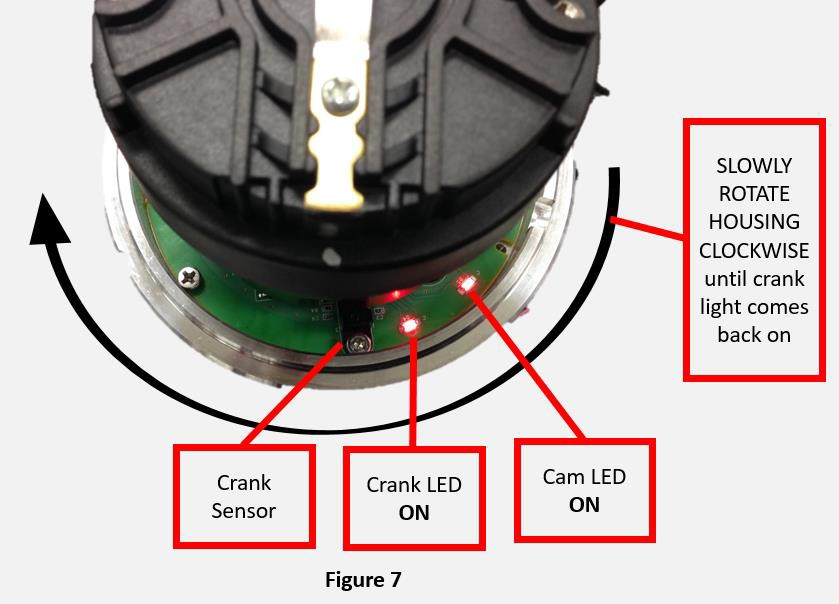 SLOWLY
ROTATE
HOUSING
CLOCKWISE
until crank
light comes
back on
Crank
Sensor
Crank LED
ON
Cam LED
ON
Figure 7